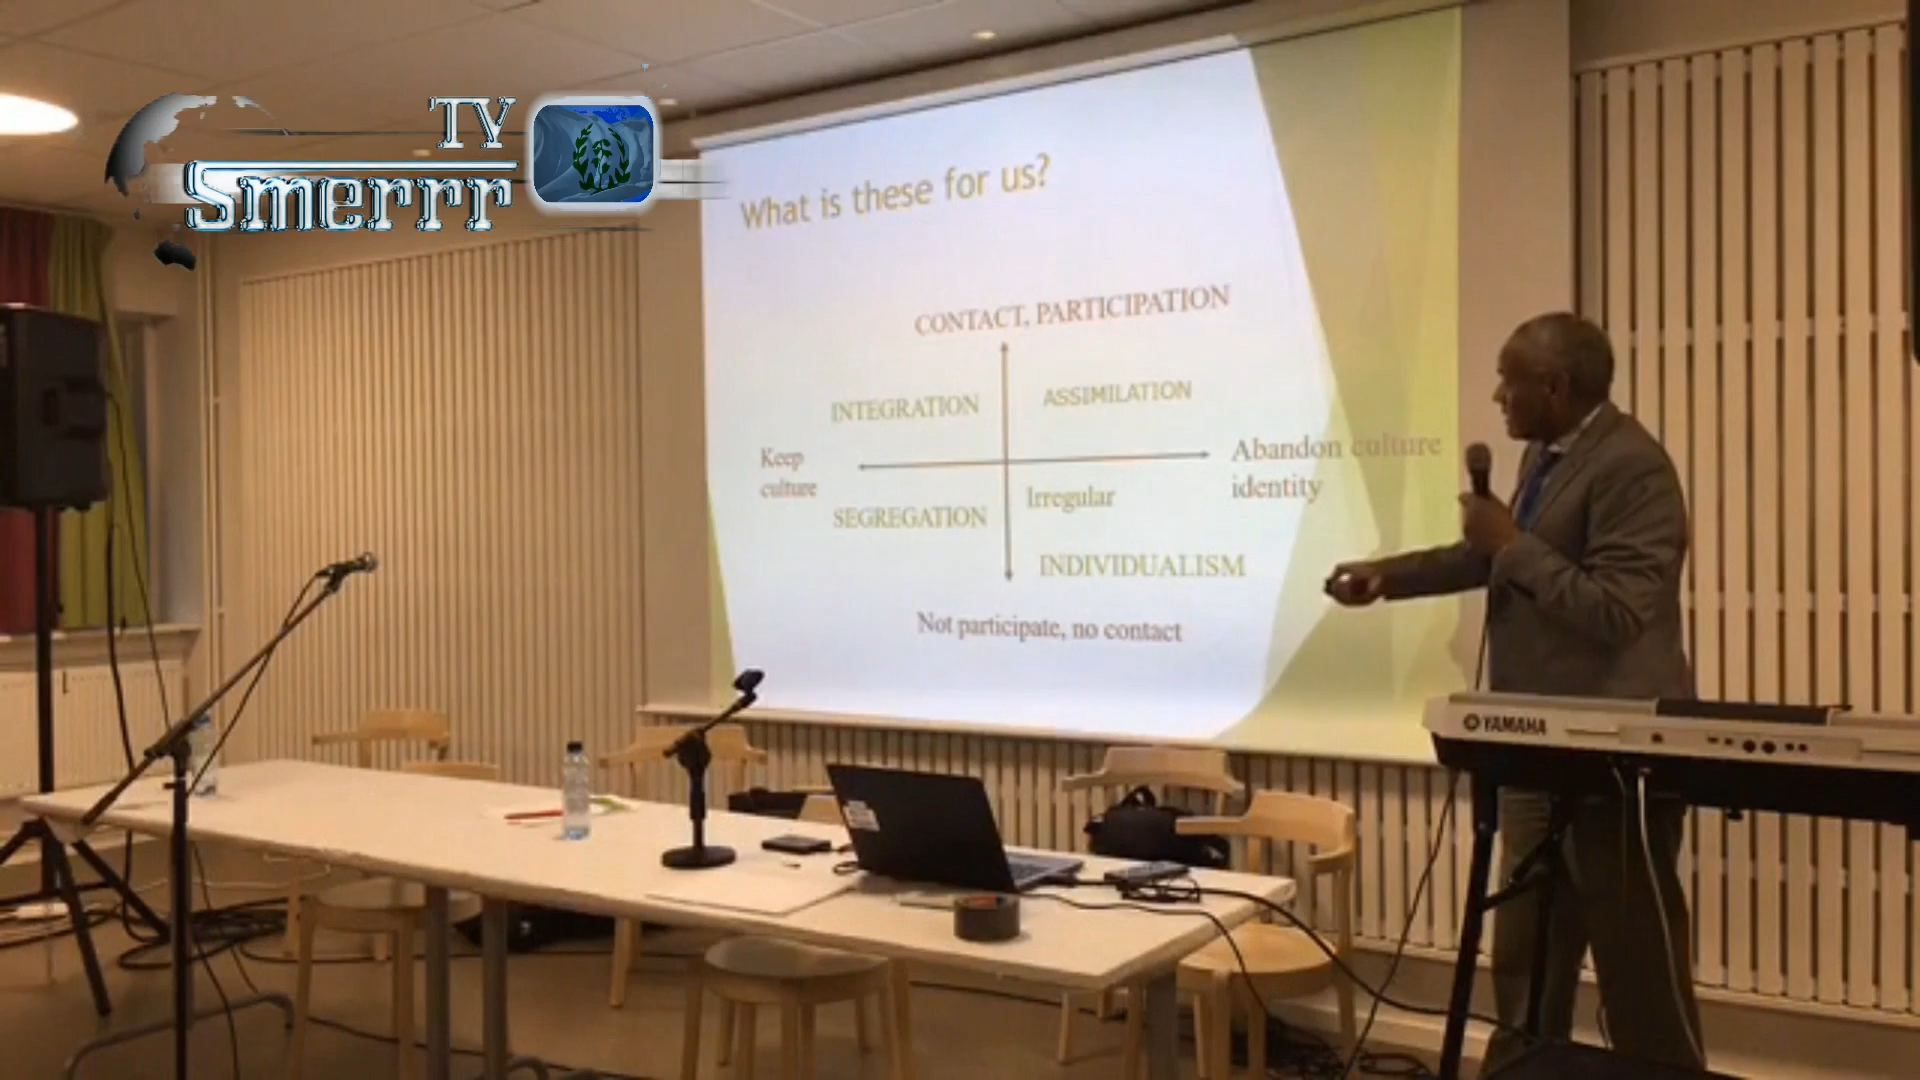 TV
Smerrr
What is these for us?
CONTACT, PARTICIPATION
INTEGRATION
ASSIMILATION
Keep
culture
Abandon culture
identity
SEGREGATION
Irregular
INDIVIDUALISM
Not participate, no contact
YAMAHA